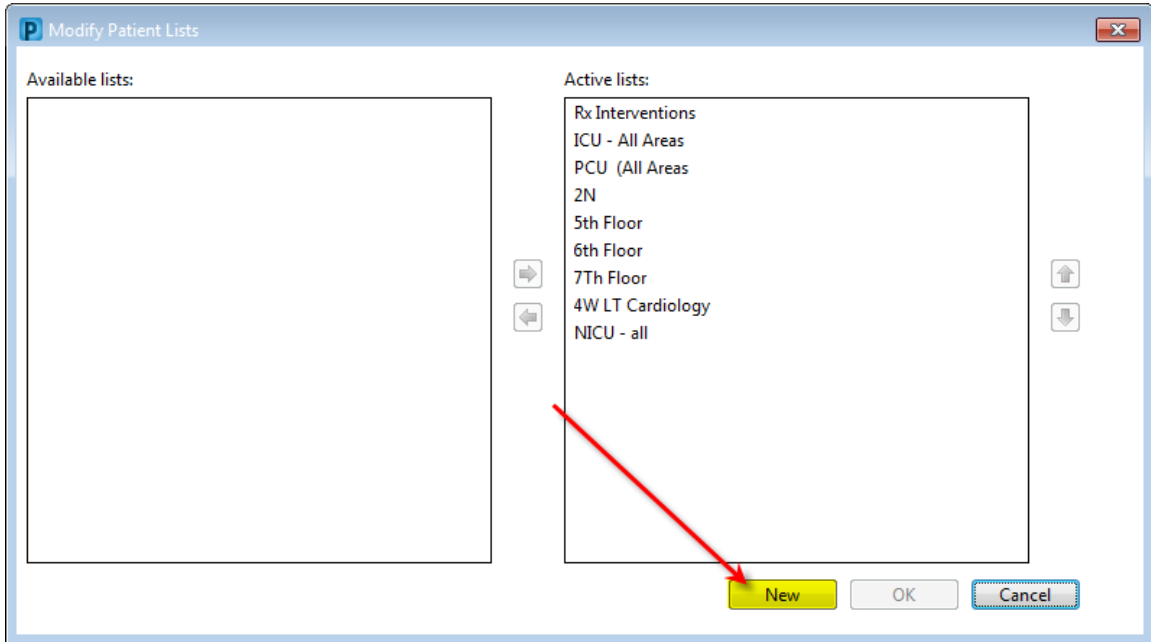 P Modify Patient Lists
Available lists:
Active lists:
Rx Interventions
ICU - All Areas
PCU  (All Areas
2N
5th Floor
6th Floor
7Th Floor
4W LT Cardiology
NICU - all
New
OK
Cancel